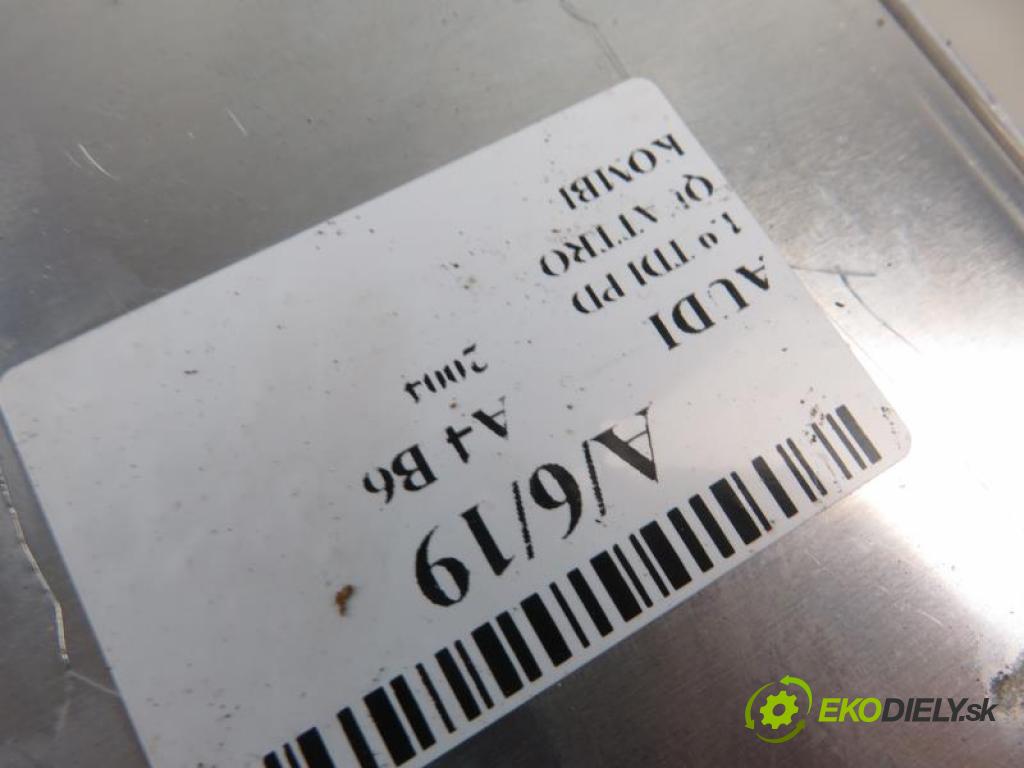 A/6/19
AUDI A4 B6
1.9 TDI PD 2004
QUATTRO
KOMBI
EKODIELY.sk